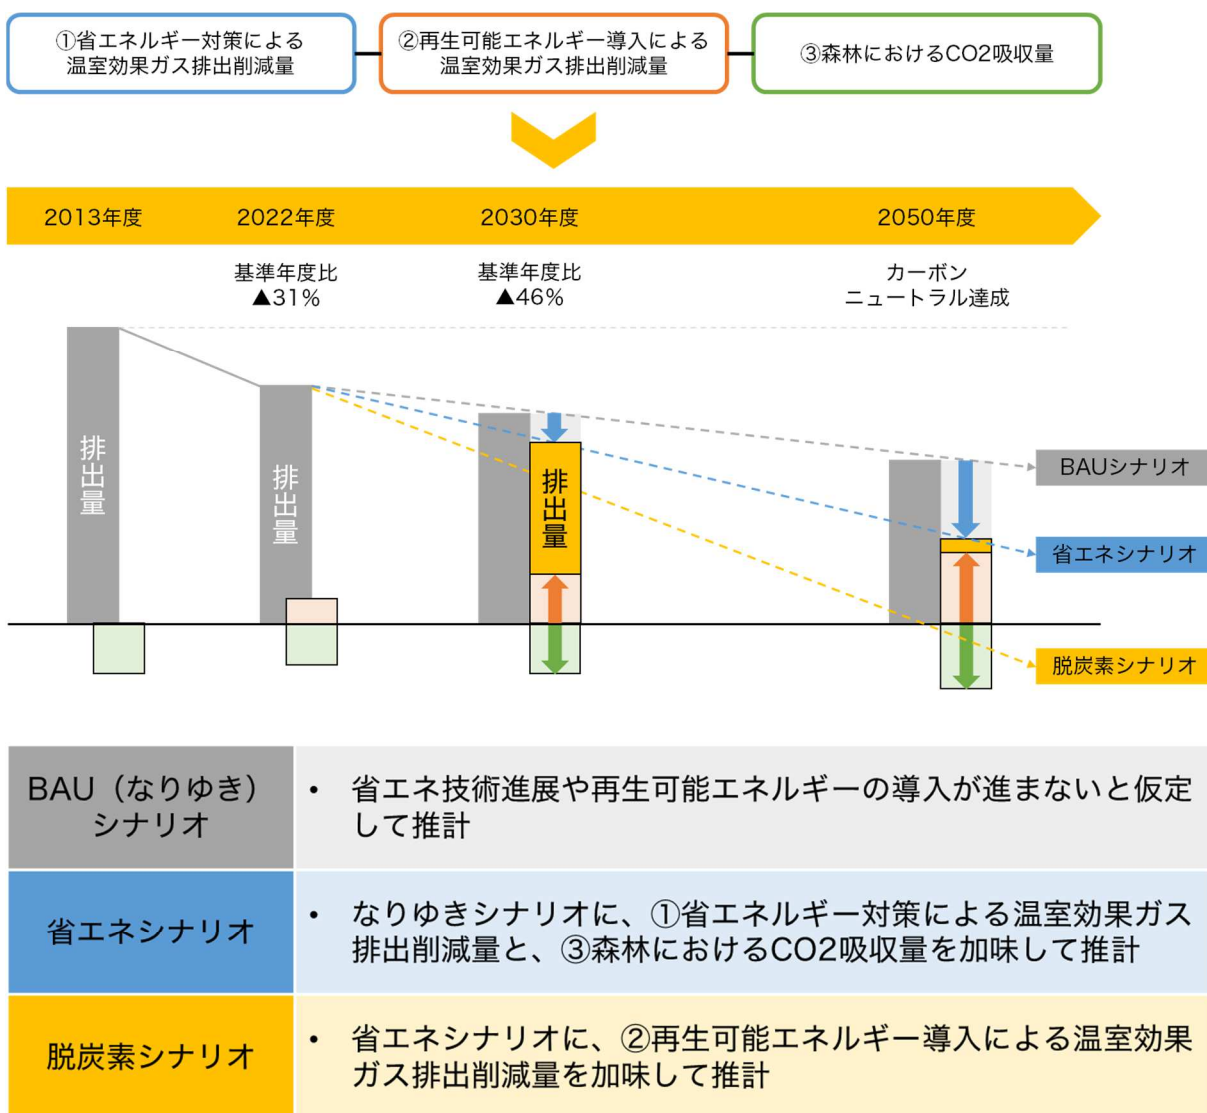 ①省エネルギー対策による
温室効果ガス排出削減量
②再生可能エネルギー導入による
温室効果ガス排出削減量
③森林におけるCO2吸収量
2013年度
2022年度
2030年度
2050年度
基準年度比
▲31%
基準年度比
▲46%
カーボン
ニュートラル達成
排出量
排出量
排出量
BAUシナリオ
省エネシナリオ
脱炭素シナリオ
BAU（なりゆき）
シナリオ
• 省エネ技術進展や再生可能エネルギーの導入が進まないと仮定
して推計
省エネシナリオ
• なりゆきシナリオに、①省エネルギー対策による温室効果ガス
排出削減量と、③森林におけるCO2吸収量を加味して推計
脱炭素シナリオ
• 省エネシナリオに、②再生可能エネルギー導入による温室効果
ガス排出削減量を加味して推計